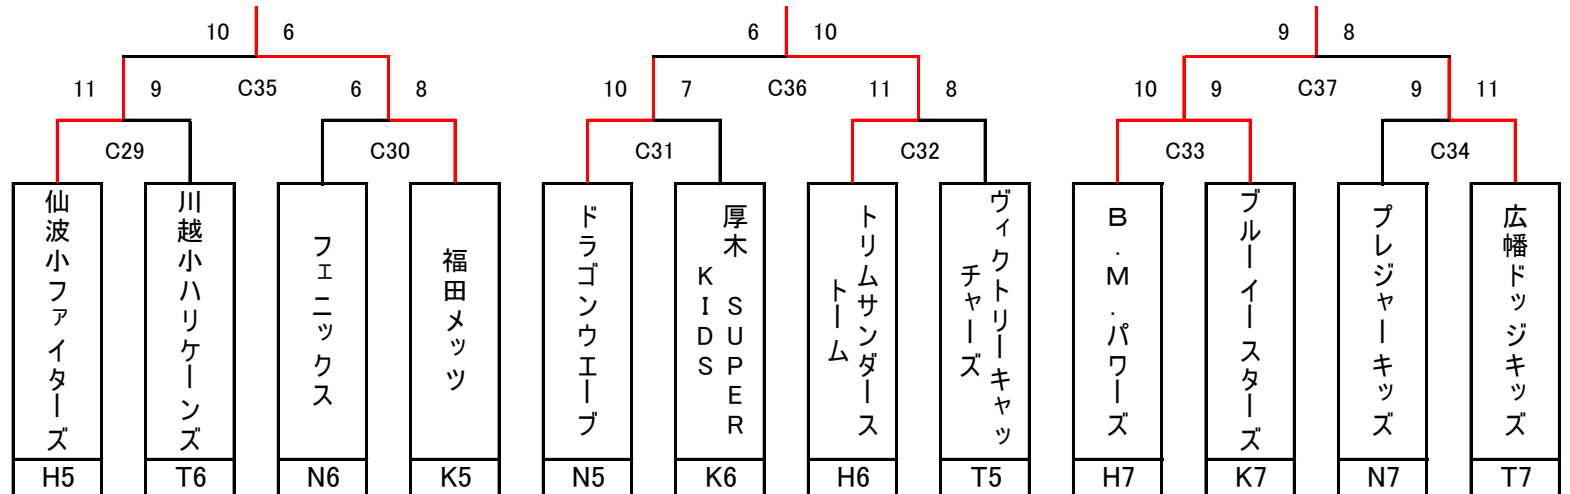 10 6 6 10 9 8
11 9 C35 6 8 10 7 C36 11 8 10 9 C37 9 11
C29 C30 C31 C32 C33 C34
仙波小ファイターズ
川越小ハリケーンズ
フェニックス
福田メッツ
ドラゴンウエーブ
厚木 SUPER
KIDS
トリムサンダース
トーム
ヴィクトリーキャッ
チャーズ
B.M.パワーズ
ブルーイースターズ
プレジャーキッズ
広幡ドッジキッズ
H5 T6 N6 K5 N5 K6 H6 T5 H7 K7 N7 T7